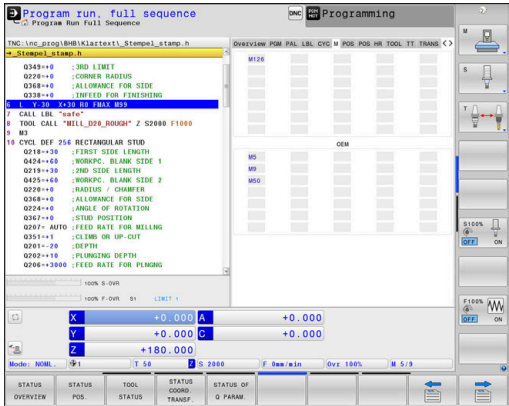 Program run, full sequence
Program Run Full Sequence
DNC
Programming
TNC:\nc_prog\BHB\Klartext\_Stempel_stamp.h
→_Stempel_stamp.h
Q349=+0 ;3RD LIMIT
Q220=+0 ;CORNER RADIUS
Q368=+0 ;ALLOWANCE FOR SIDE
Q338=+0 ;INFEED FOR FINISHING
6 L Y-30 X+30 R0 FMAX M99
7 CALL LBL "safe"
8 TOOL CALL "MILL_D20_ROUGH" Z S2000 F1000
9 M3
10 CYCL DEF 256 RECTANGULAR STUD
Q218=+30 ;FIRST SIDE LENGTH
Q424=+60 ;WORKPC. BLANK SIDE 1
Q219=+30 ;2ND SIDE LENGTH
Q425=+60 ;WORKPC. BLANK SIDE 2
Q220=+0 ;RADIUS / CHAMFER
Q368=+0 ;ALLOWANCE FOR SIDE
Q224=+0 ;ANGLE OF ROTATION
Q367=+0 ;STUD POSITION
Q207= AUTO ;FEED RATE FOR MILLNG
Q351=+1 ;CLIMB OR UP-CUT
Q201=-20 ;DEPTH
Q202=+10 ;PLUNGING DEPTH
Q206=+3000 ;FEED RATE FOR PLNGNG
100% S-OVR
100% F-OVR S1 LIMIT 1
Overview PGM PAL LBL CYC M POS POS HR TOOL TT TRANS
M126
OEM
M5
M9
M50
X +0.000 A +0.000
Y +0.000 C +0.000
Z +180.000
Mode: NOML. 1 T 50 Z S 2000 F 0mm/min Ovr 100% M 5/9
M
S
T
S100%
OFF ON
F100%
OFF ON
STATUS OVERVIEW
STATUS POS.
TOOL STATUS
STATUS COORD. TRANSF.
STATUS OF Q PARAM.